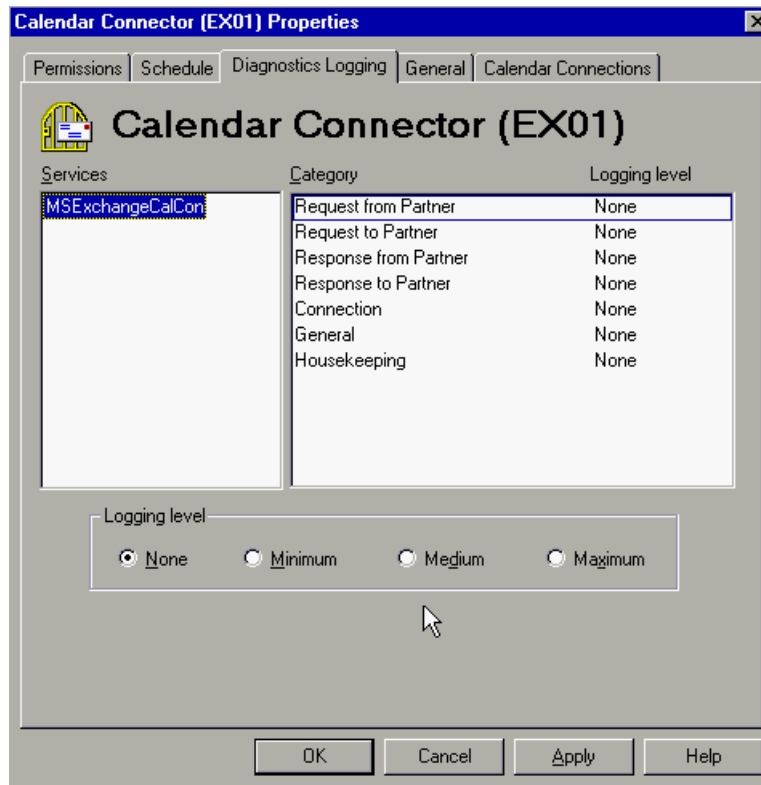 Calendar Connector (EX01) Properties
Permissions Schedule Diagnostics Logging General Calendar Connections
Calendar Connector (EX01)
Services Category Logging level
MSExchangeCalCon Request from Partner None
Request to Partner None
Response from Partner None
Response to Partner None
Connection None
General None
Housekeeping None
Logging level
None Minimum Medium Maximum
OK Cancel Apply Help